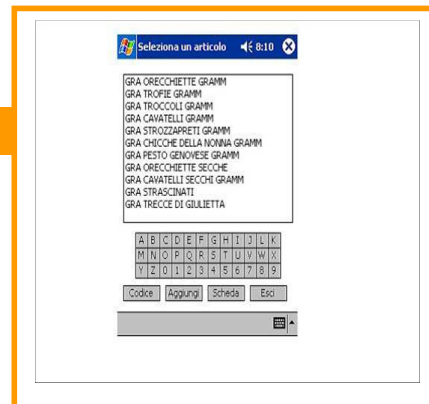 Seleziona un articolo 8:10
GRA ORECCHIETTE GRAMM
GRA TROFIE GRAMM
GRA TROCCOLI GRAMM
GRA CAVATELLI GRAMM
GRA STROZZAPRETI GRAMM
GRA CHICCHE DELLA NONNA GRAMM
GRA PESTO GENOVESE GRAMM
GRA ORECCHIETTE SECCHE
GRA CAVATELLI SECCHI GRAMM
GRA STRASCINATI
GRA TRECCE DI GIULIETTA
A B C D E F G H I J L K
M N O P Q R S T U V W X
Y Z 0 1 2 3 4 5 6 7 8 9
Codice Aggiungi Scheda Esci